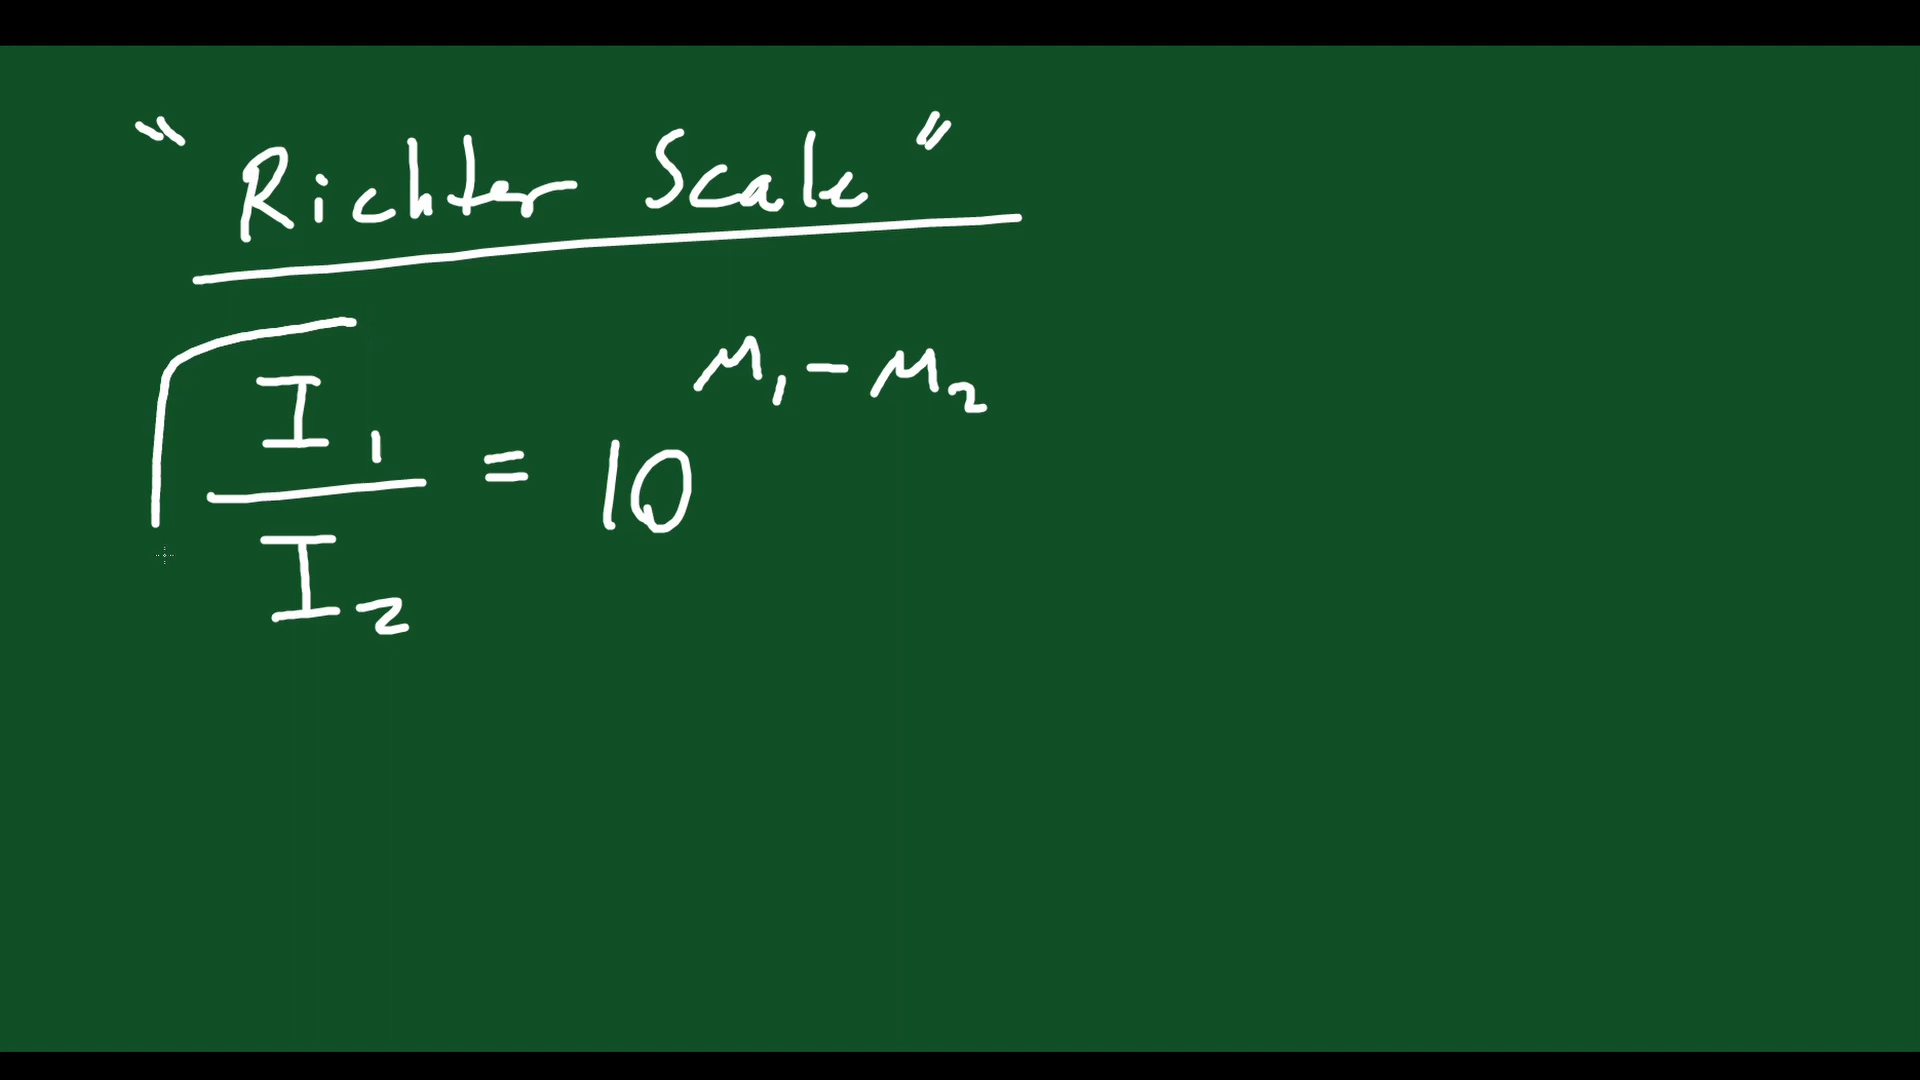 "Richter Scale"
I₁/I₂ = 10^(M₁-M₂)